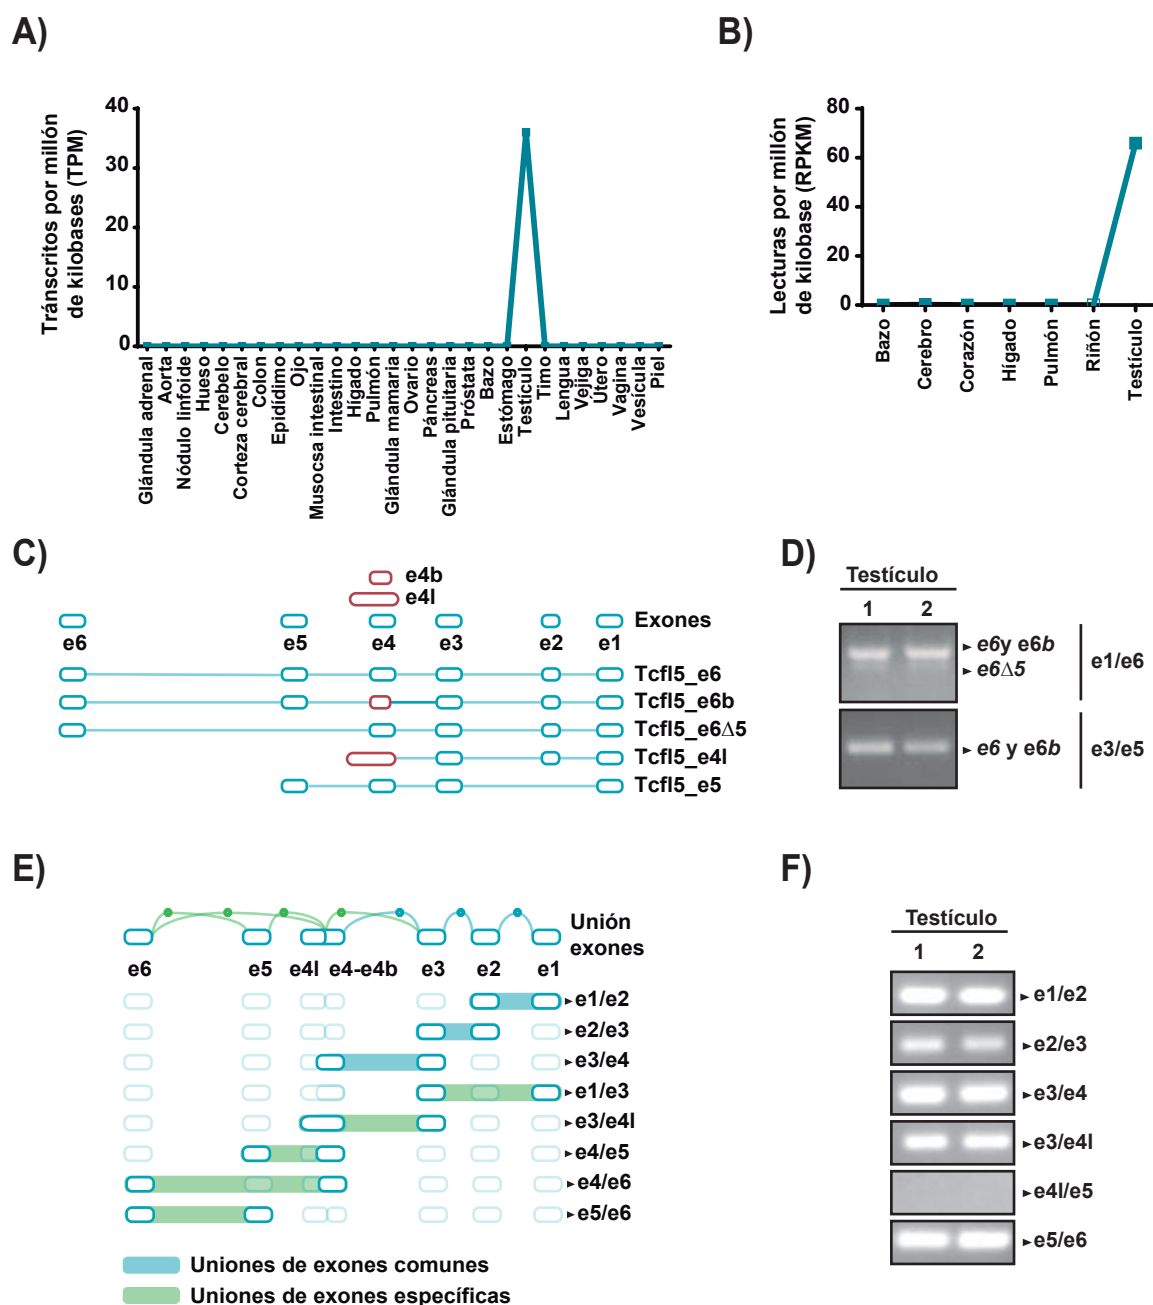 A)
Tránscritos por millón
de kilobases (TPM)
40
30
20
10
0
Glándula adrenal
Aorta
Nódulo linfoide
Hueso
Cerebelo
Corteza cerebral
Colon
Epidídimo
Ojo
Musocsa intestinal
Intestino
Hígado
Pulmón
Glándula mamaria
Ovario
Páncreas
Glándula pituitaria
Próstata
Bazo
Estómago
Testículo
Timo
Lengua
Vejiga
Utero
Vagina
Vesícula
Piel
B)
Lecturas por millón
de kilobase (RPKM)
80
60
40
20
0
Bazo
Cerebro
Corazón
Hígado
Pulmón
Riñón
Testículo
C)
e4b
e4l
Exones
e6 e5 e4 e3 e2 e1
Tcfl5_e6
Tcfl5_e6b
Tcfl5_e6Δ5
Tcfl5_e4l
Tcfl5_e5
D)
Testículo
1 2
e6y e6b
e6Δ5
e1/e6
e6 y e6b
e3/e5
E)
Unión
exones
e6 e5 e4l e4-e4b e3 e2 e1
e1/e2
e2/e3
e3/e4
e1/e3
e3/e4l
e4/e5
e4/e6
e5/e6
Uniones de exones comunes
Uniones de exones específicas
F)
Testículo
1 2
e1/e2
e2/e3
e3/e4
e3/e4l
e4l/e5
e5/e6